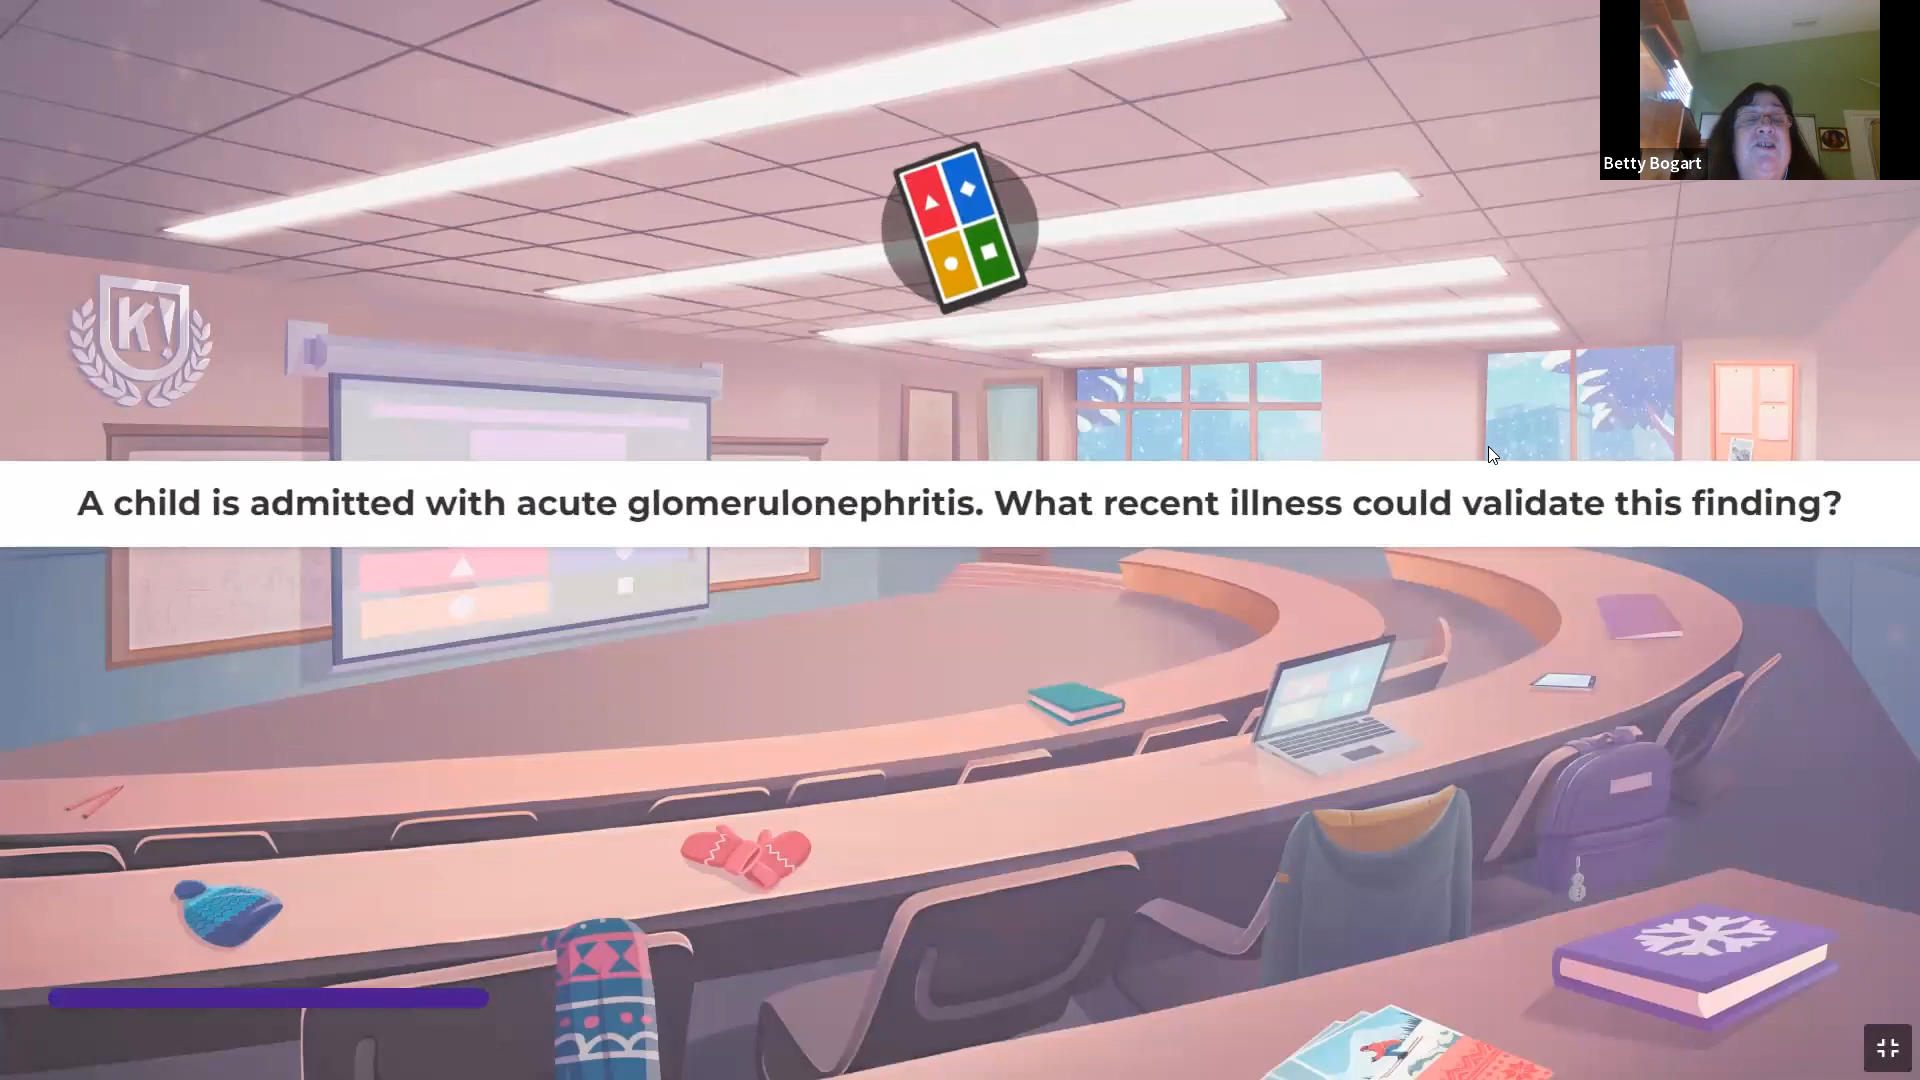 Betty Bogart
K!
A child is admitted with acute glomerulonephritis. What recent illness could validate this finding?